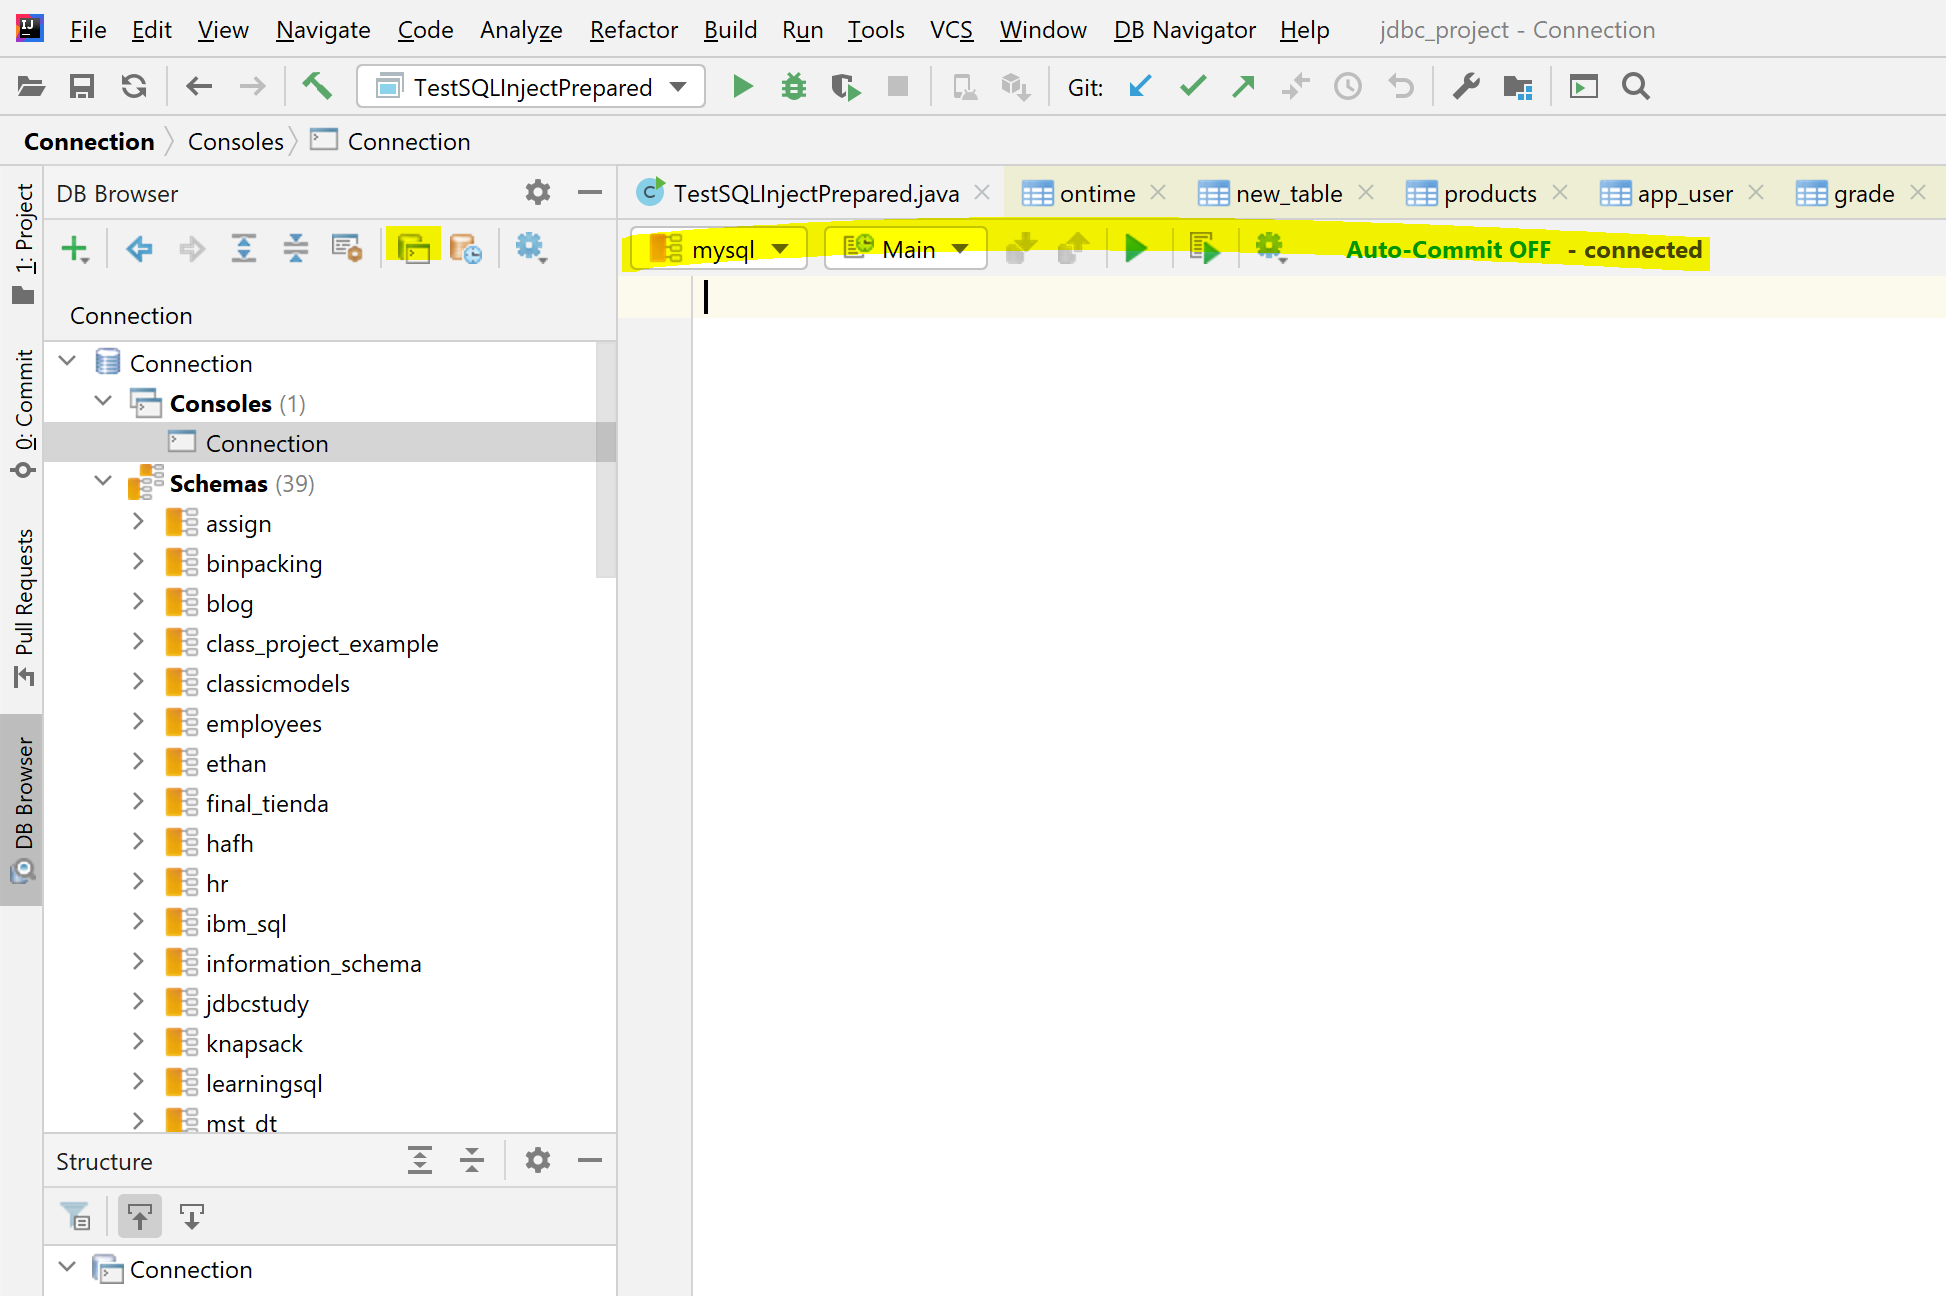 File Edit View Navigate Code Analyze Refactor Build Run Tools VCS Window DB Navigator Help jdbc_project - Connection
TestSQLInjectPrepared Git:
Connection Consoles Connection
1: Project
0: Commit
Pull Requests
DB Browser
DB Browser
Connection
Connection
Consoles (1)
Connection
Schemas (39)
assign
binpacking
blog
class_project_example
classicmodels
employees
ethan
final_tienda
hafh
hr
ibm_sql
information_schema
jdbcstudy
knapsack
learningsql
mst_dt
Structure
Connection
TestSQLInjectPrepared.java ontime new_table products app_user grade
mysql Main Auto-Commit OFF - connected